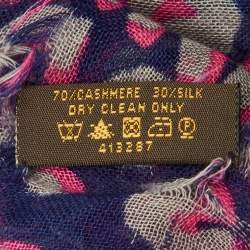 70%CASHMERE 30%SILK
DRY CLEAN ONLY
413287